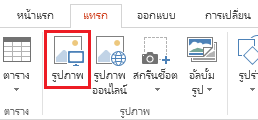 หน้าแรก แทรก ออกแบบ การเปลี่ยน
ตาราง รูปภาพ รูปภาพ สกรีนช็อต อัลบั้ม
ออนไลน์ รูป
ตาราง รูปภาพ